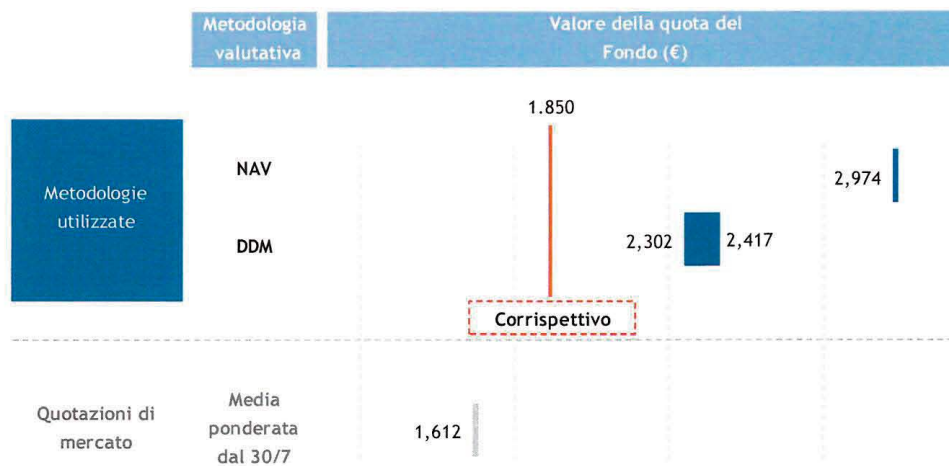 Metodologia
valutativa
Valore della quota del
Fondo (€)
1.850
Metodologie
utilizzate
NAV
2,974
DDM
2,302
2,417
Corrispettivo
Quotazioni di
mercato
Media
ponderata
dal 30/7
1,612